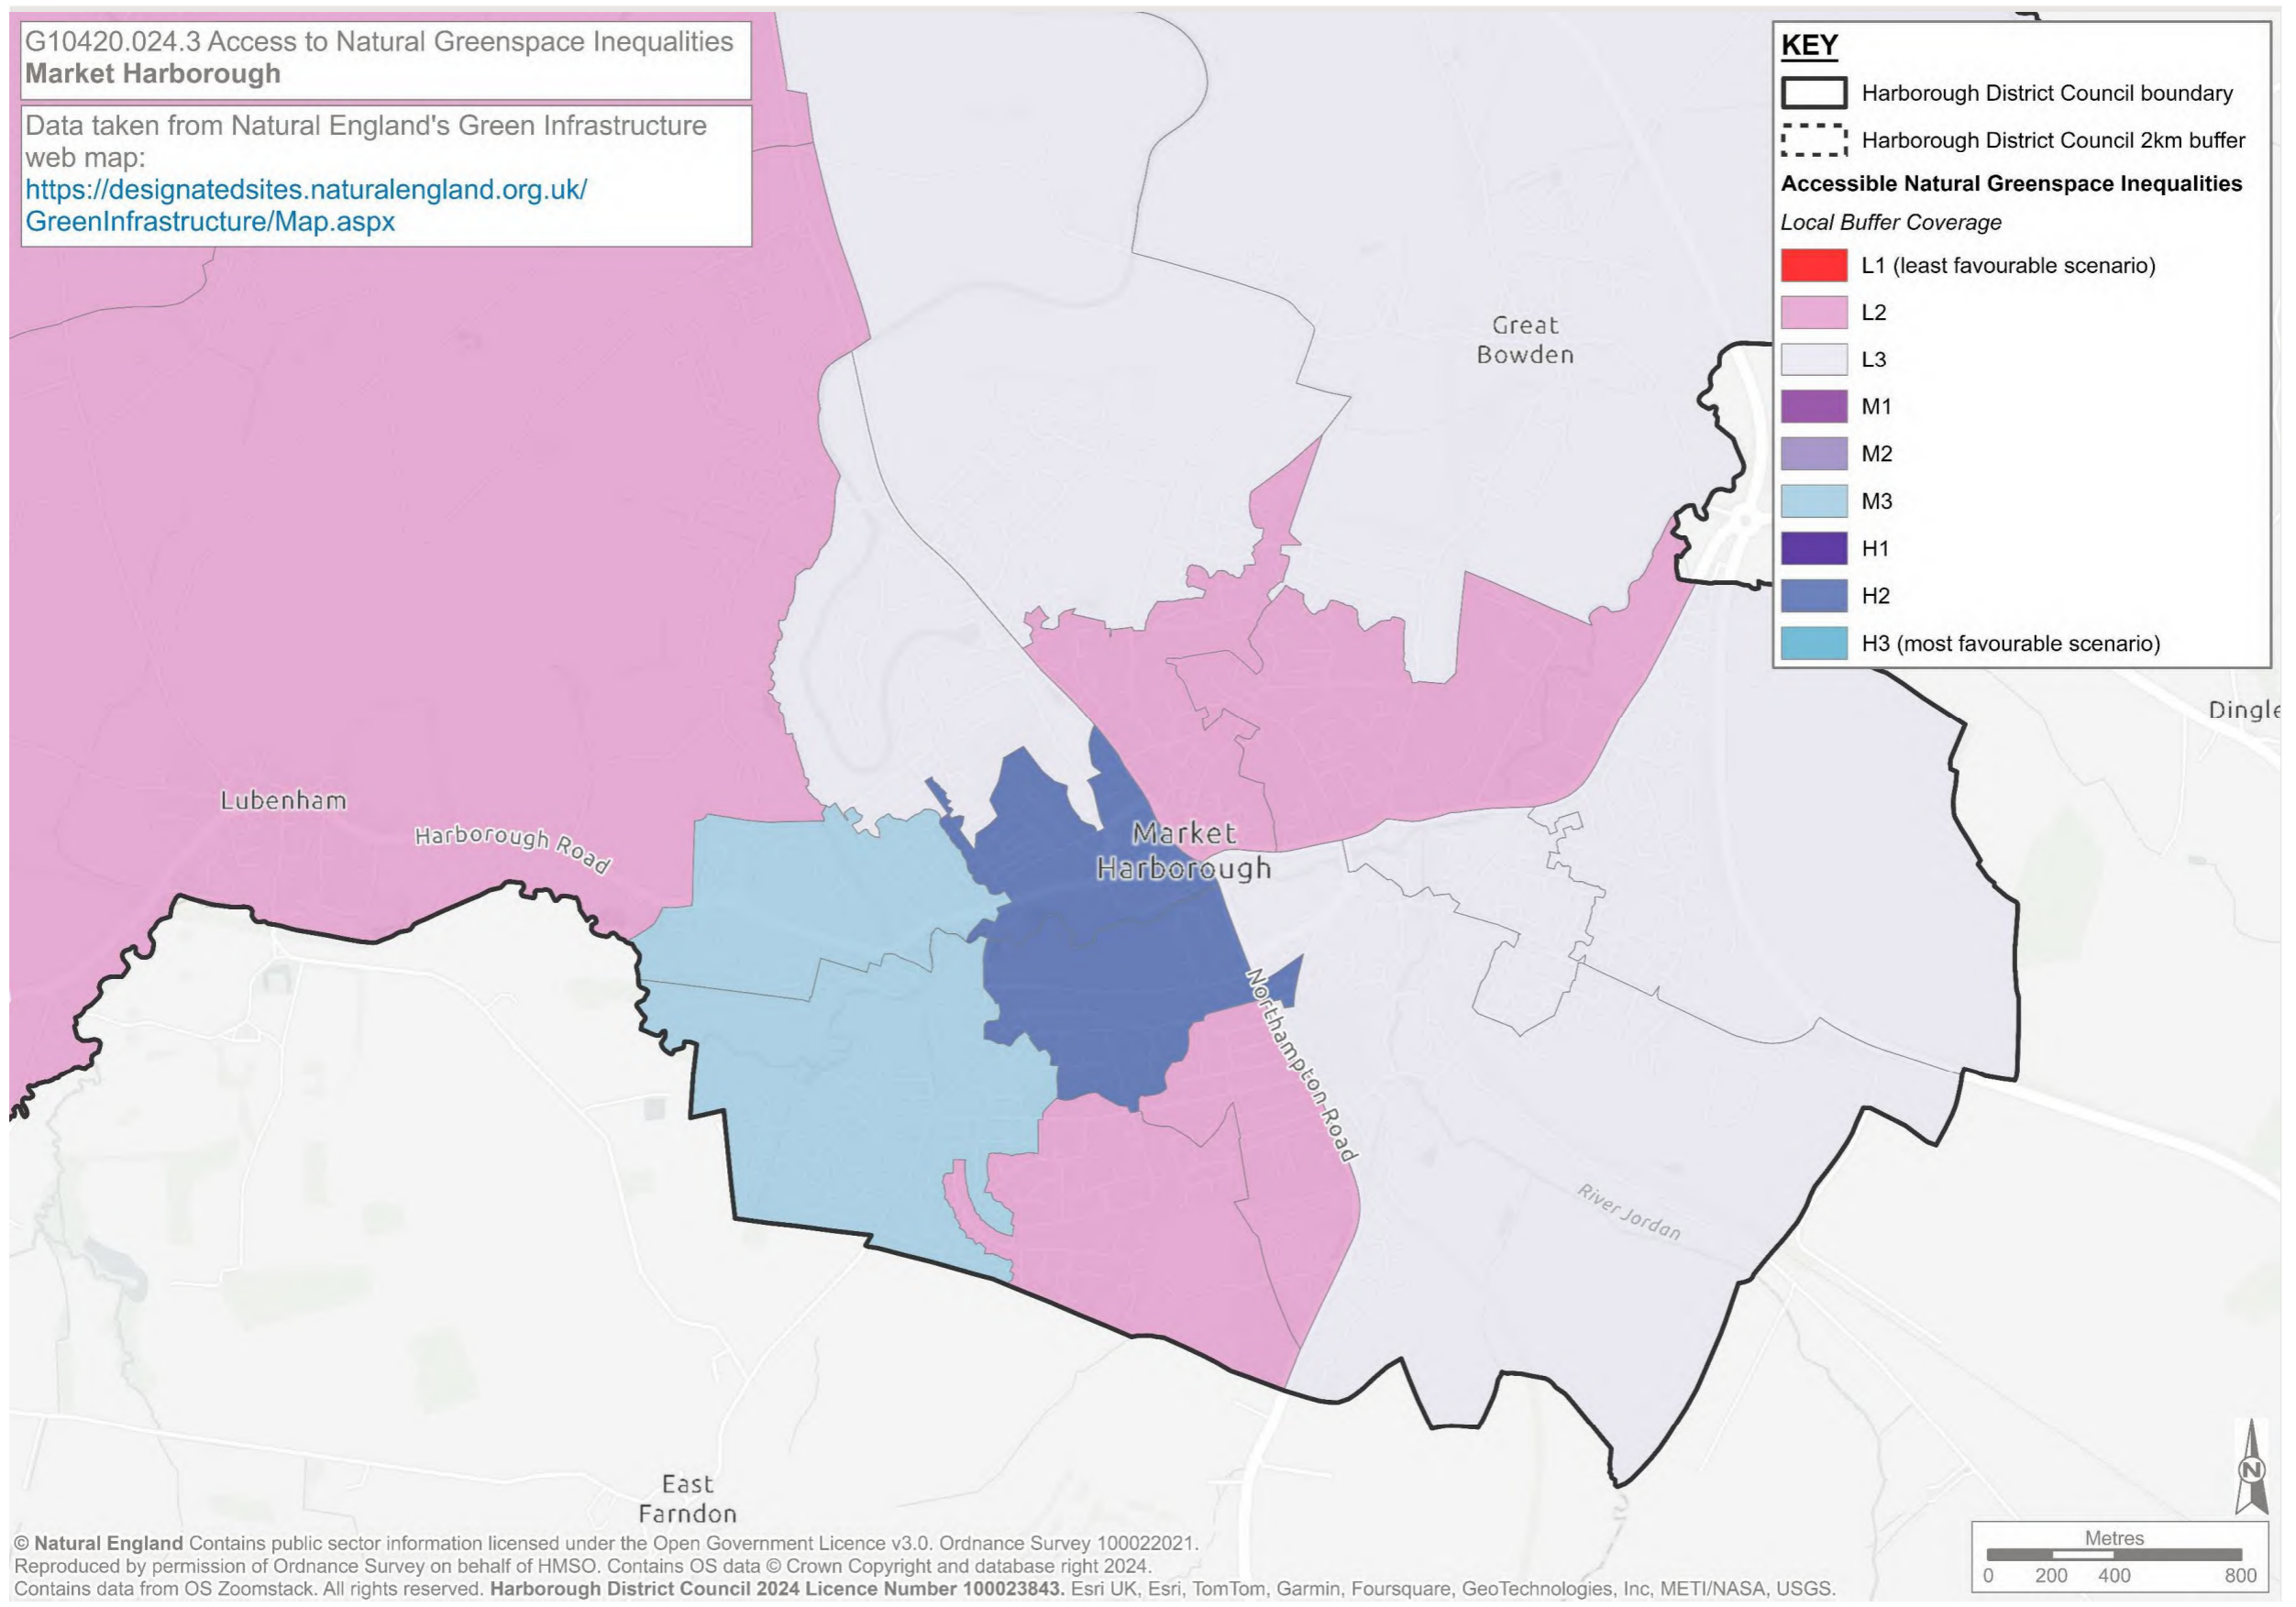 G10420.024.3 Access to Natural Greenspace Inequalities
Market Harborough
Data taken from Natural England's Green Infrastructure
web map:
https://designatedsites.naturalengland.org.uk/
GreenInfrastructure/Map.aspx
KEY
Harborough District Council boundary
Harborough District Council 2km buffer
Accessible Natural Greenspace Inequalities
Local Buffer Coverage
L1 (least favourable scenario)
L2
L3
M1
M2
M3
H1
H2
H3 (most favourable scenario)
Great
Bowden
Dingle
Lubenham
Harborough Road
Market
Harborough
Northampton Road
River Jordan
East
Farndon
N
Metres
0 200 400 800
© Natural England Contains public sector information licensed under the Open Government Licence v3.0. Ordnance Survey 100022021.
Reproduced by permission of Ordnance Survey on behalf of HMSO. Contains OS data © Crown Copyright and database right 2024.
Contains data from OS Zoomstack. All rights reserved. Harborough District Council 2024 Licence Number 100023843. Esri UK, Esri, TomTom, Garmin, Foursquare, GeoTechnologies, Inc, METI/NASA, USGS.